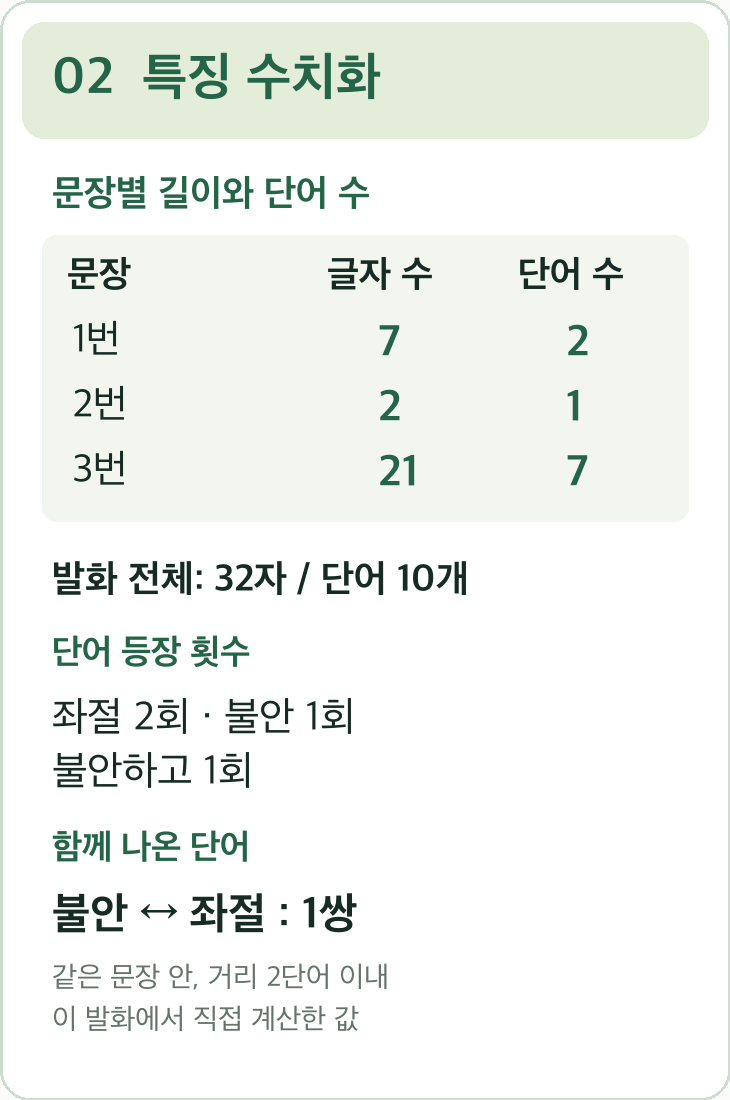 02 특징 수치화
문장별 길이와 단어 수
문장 글자 수 단어 수
1번 7 2
2번 2 1
3번 21 7
발화 전체: 32자 / 단어 10개
단어 등장 횟수
좌절 2회 · 불안 1회
불안하고 1회
함께 나온 단어
불안 ↔ 좌절 : 1쌍
같은 문장 안, 거리 2단어 이내
이 발화에서 직접 계산한 값